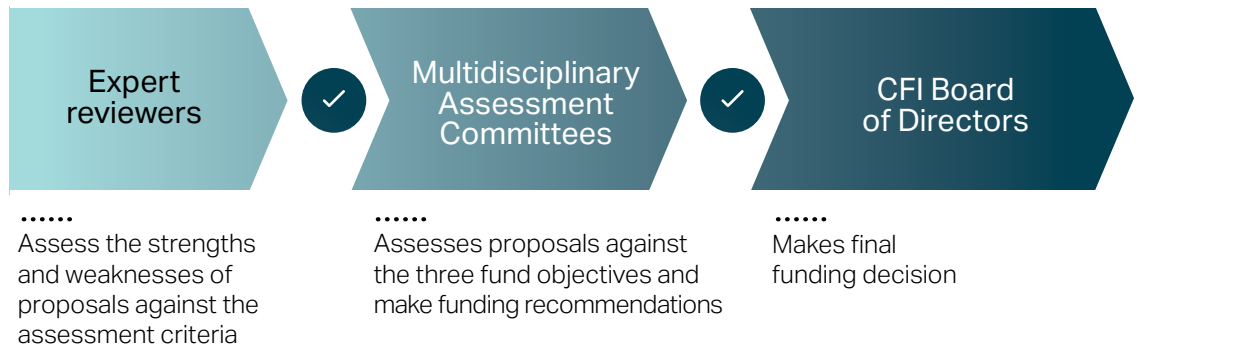 Expert
reviewers
Multidisciplinary
Assessment
Committees
CFI Board
of Directors
......
Assess the strengths
and weaknesses of
proposals against the
assessment criteria
......
Assesses proposals against
the three fund objectives and
make funding recommendations
......
Makes final
funding decision